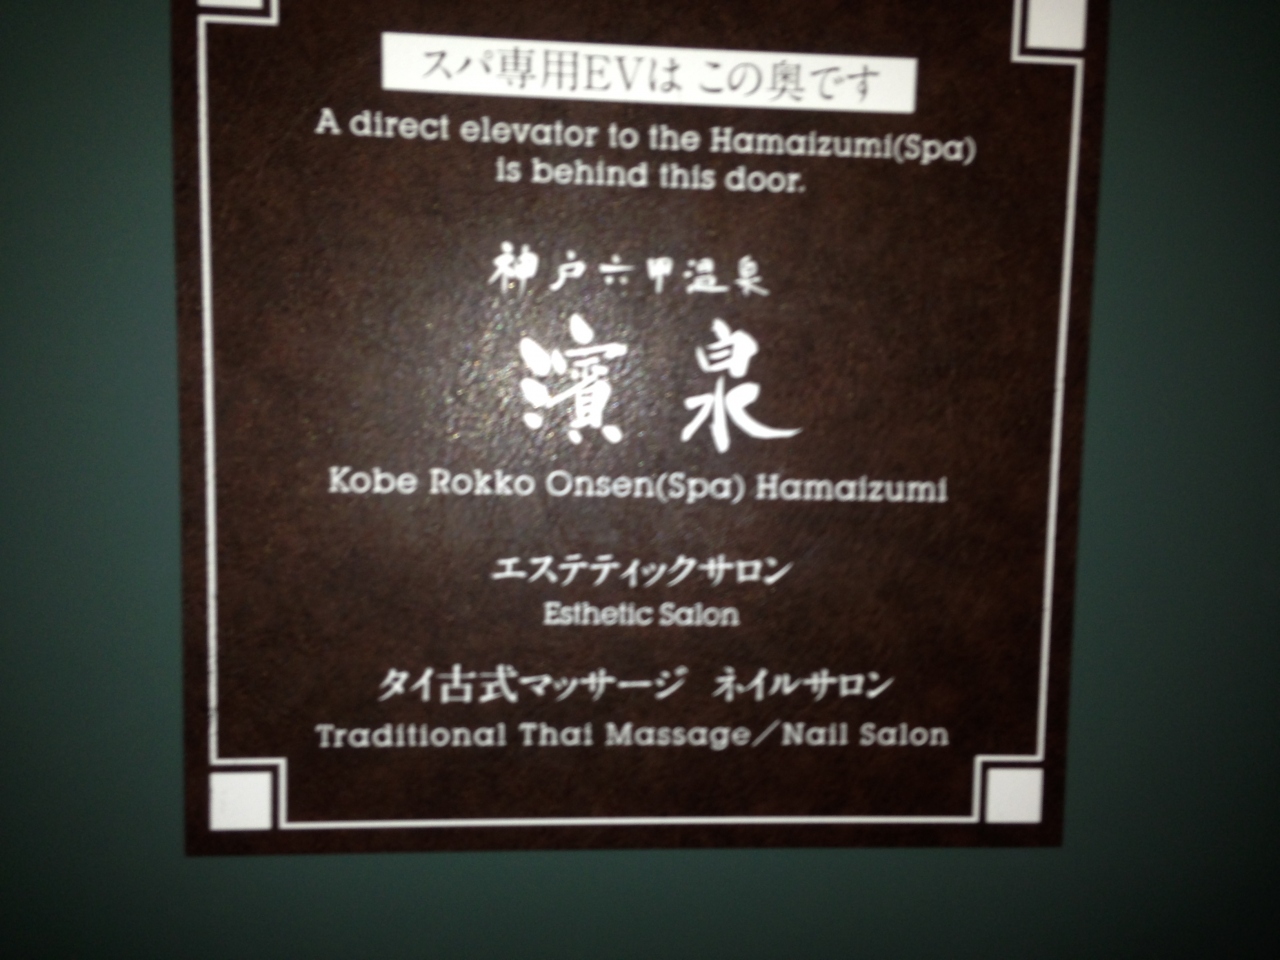 スパ専用EVは この奥です
A direct elevator to the Hamaizumi(Spa)
is behind this door.
神戸六甲温泉
濱泉
Kobe Rokko Onsen(Spa) Hamaizumi
エステティックサロン
Esthetic Salon
タイ古式マッサージ ネイルサロン
Traditional Thai Massage／Nail Salon